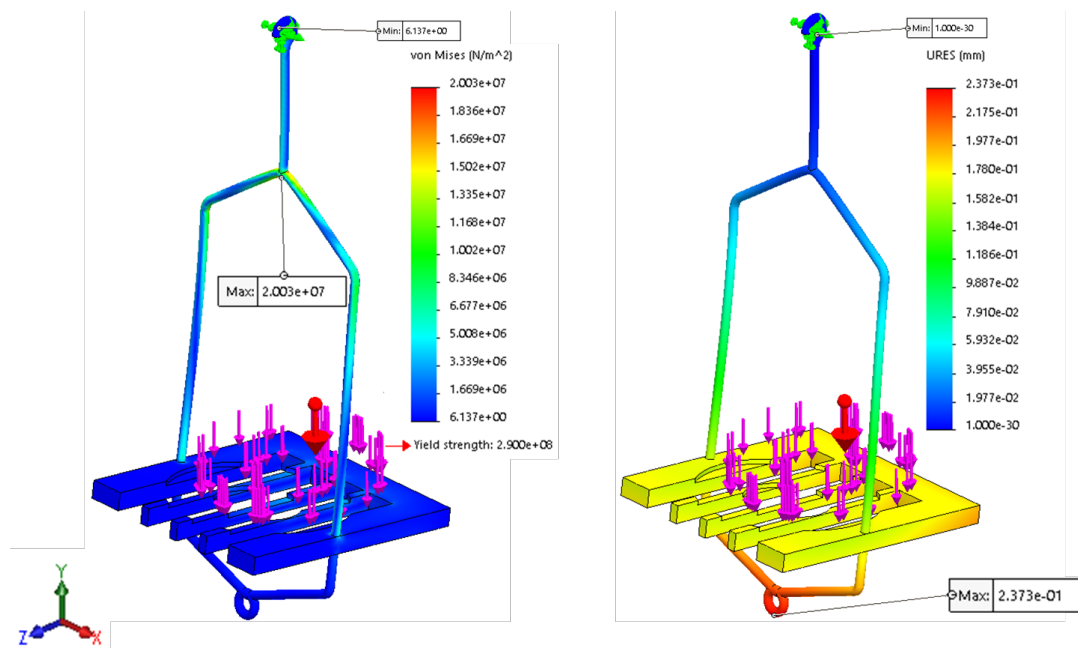 Min: 6.137e+00
von Mises (N/m^2)
2.003e+07
1.836e+07
1.669e+07
1.502e+07
1.335e+07
1.168e+07
1.002e+07
8.346e+06
6.677e+06
5.008e+06
3.339e+06
1.669e+06
6.137e+00
Yield strength: 2.900e+08
Max: 2.003e+07
Y
Z
X
Min: 1.000e-30
URES (mm)
2.373e-01
2.175e-01
1.977e-01
1.780e-01
1.582e-01
1.384e-01
1.186e-01
9.887e-02
7.910e-02
5.932e-02
3.955e-02
1.977e-02
1.000e-30
Max: 2.373e-01